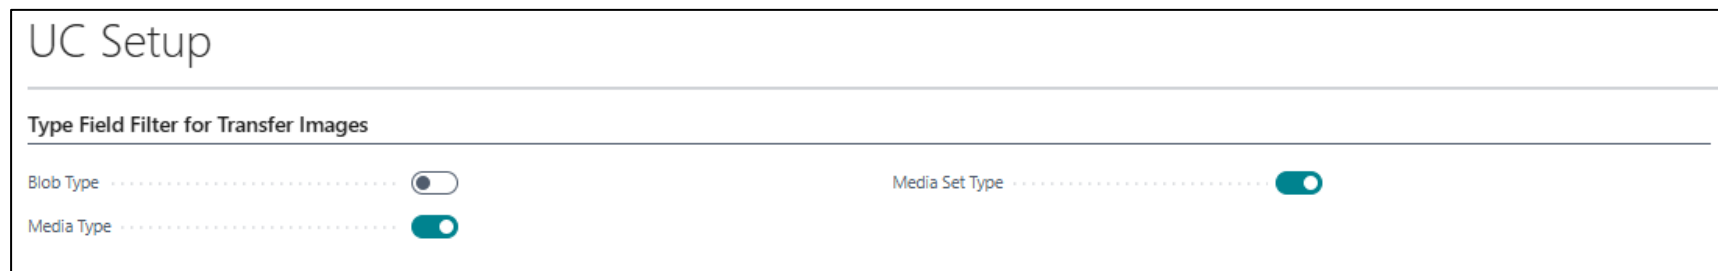 UC Setup
Type Field Filter for Transfer Images
Blob Type
Media Set Type
Media Type